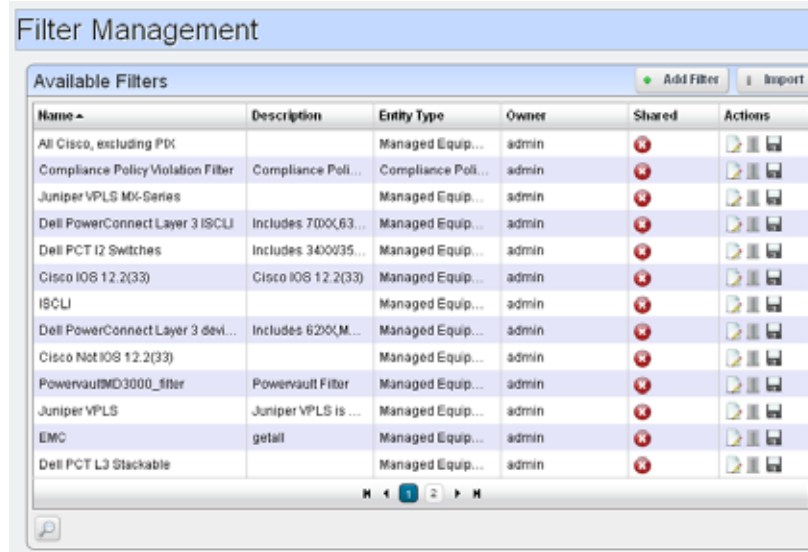 Filter Management
Available Filters Add Filter Import
Name Description Entity Type Owner Shared Actions
All Cisco, excluding PIX Managed Equip... admin
Compliance Policy Violation Filter Compliance Poli... Compliance Poli... admin
Juniper VPLS MX-Series Managed Equip... admin
Dell PowerConnect Layer 3 ISCLI Includes 70XX,63... Managed Equip... admin
Dell PCT l2 Switches Includes 34XX/35... Managed Equip... admin
Cisco IOS 12.2(33) Cisco IOS 12.2(33) Managed Equip... admin
ISCLI Managed Equip... admin
Dell PowerConnect Layer 3 devi... Includes 62XX,M... Managed Equip... admin
Cisco Not IOS 12.2(33) Managed Equip... admin
PowervaultMD3000_filter Powervault Filter Managed Equip... admin
Juniper VPLS Juniper VPLS is ... Managed Equip... admin
EMC getall Managed Equip... admin
Dell PCT L3 Stackable Managed Equip... admin
1 2